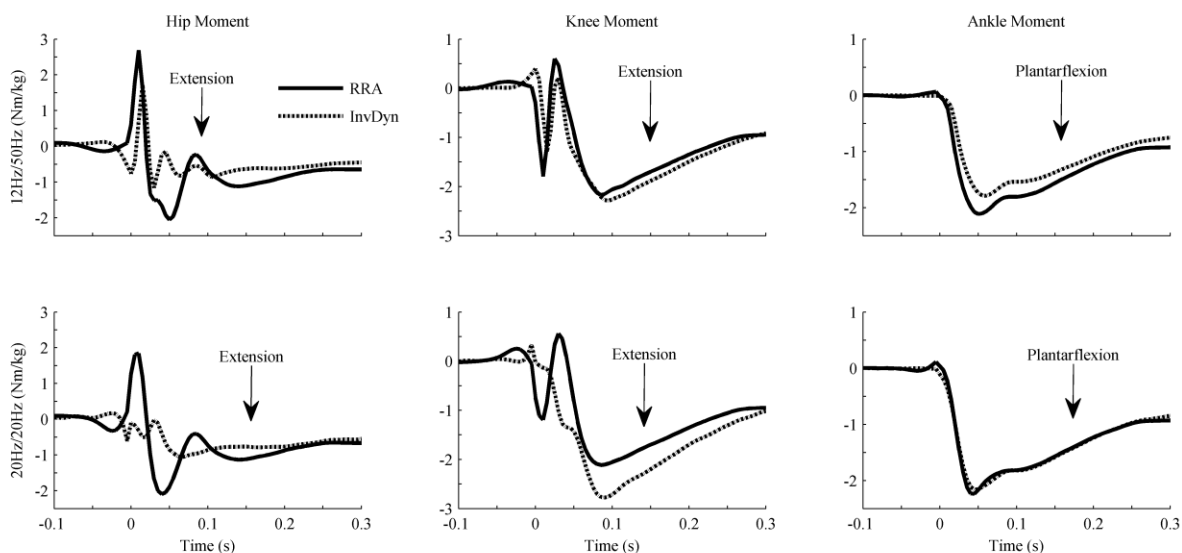 Hip Moment
Knee Moment
Ankle Moment
12Hz/50Hz (Nm/kg)
3
2
1
0
-1
-2
Extension
RRA
InvDyn
1
0
-1
-2
-3
Extension
1
0
-1
-2
Plantarflexion
20Hz/20Hz (Nm/kg)
3
2
1
0
-1
-2
Extension
1
0
-1
-2
-3
Extension
1
0
-1
-2
Plantarflexion
-0.1 0 0.1 0.2 0.3
-0.1 0 0.1 0.2 0.3
-0.1 0 0.1 0.2 0.3
Time (s)
Time (s)
Time (s)